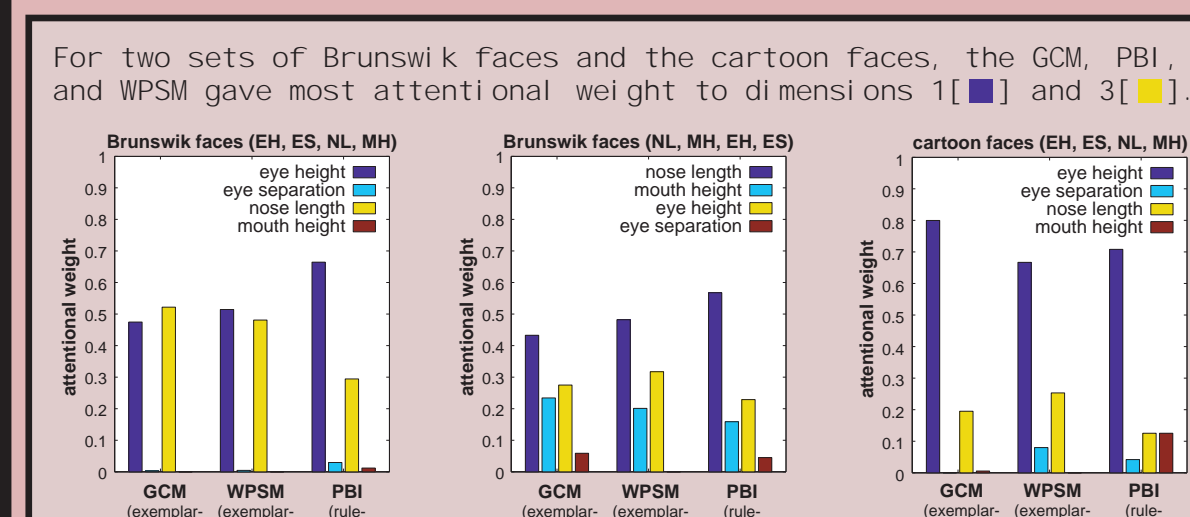 For two sets of Brunswik faces and the cartoon faces, the GCM, PBI,
and WPSM gave most attentional weight to dimensions 1[ ] and 3[ ].
Brunswik faces (EH, ES, NL, MH)
1
0.9
0.8
0.7
0.6
0.5
0.4
0.3
0.2
0.1
0
attentional weight
eye height
eye separation
nose length
mouth height
GCM WPSM PBI
(exemplar- (exemplar- (rule-
Brunswik faces (NL, MH, EH, ES)
1
0.9
0.8
0.7
0.6
0.5
0.4
0.3
0.2
0.1
0
attentional weight
nose length
mouth height
eye height
eye separation
GCM WPSM PBI
(exemplar- (exemplar- (rule-
cartoon faces (EH, ES, NL, MH)
1
0.9
0.8
0.7
0.6
0.5
0.4
0.3
0.2
0.1
0
attentional weight
eye height
eye separation
nose length
mouth height
GCM WPSM PBI
(exemplar- (exemplar- (rule-